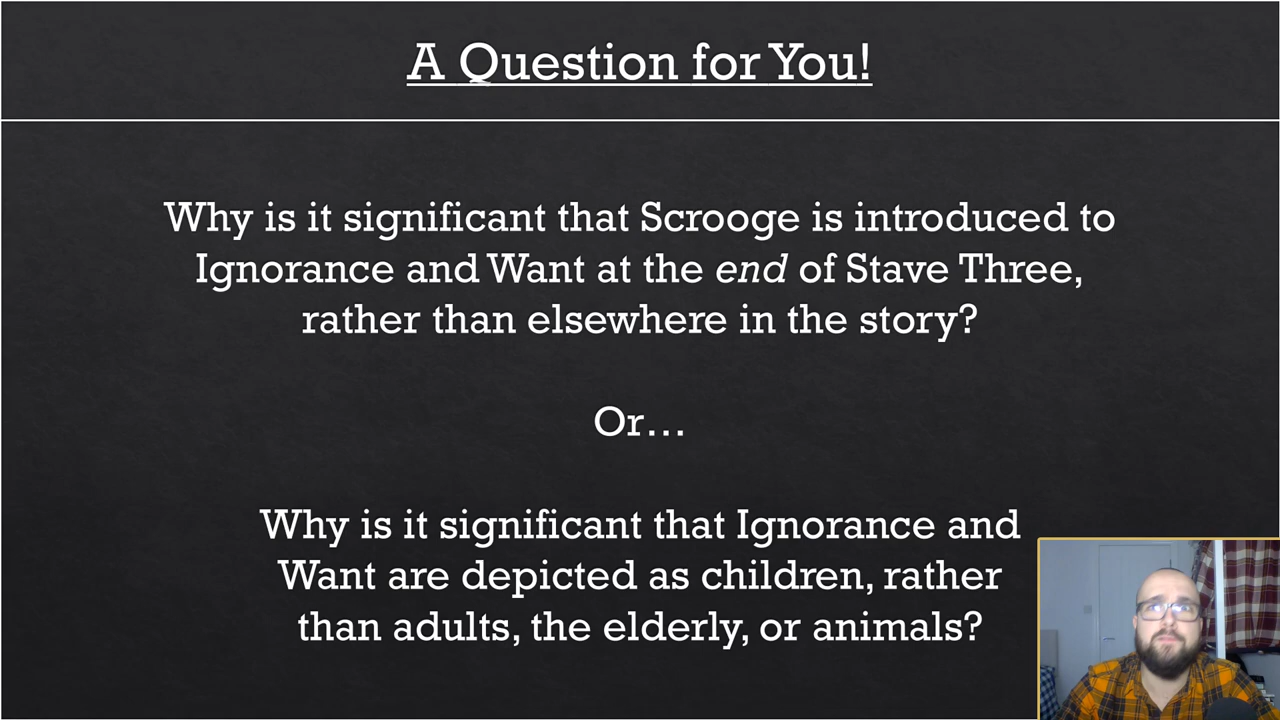 A Question for You!
Why is it significant that Scrooge is introduced to
Ignorance and Want at the end of Stave Three,
rather than elsewhere in the story?
Or…
Why is it significant that Ignorance and
Want are depicted as children, rather
than adults, the elderly, or animals?